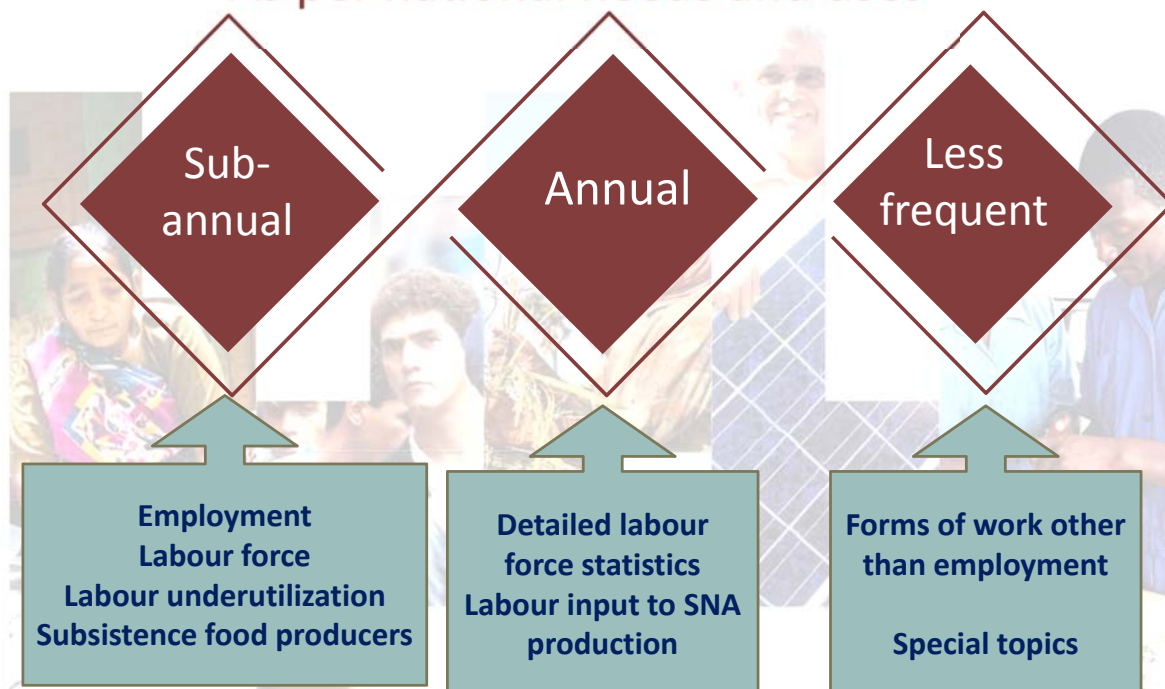 Sub-
annual
Annual
Less
frequent
Employment
Labour force
Labour underutilization
Subsistence food producers
Detailed labour
force statistics
Labour input to SNA
production
Forms of work other
than employment
Special topics